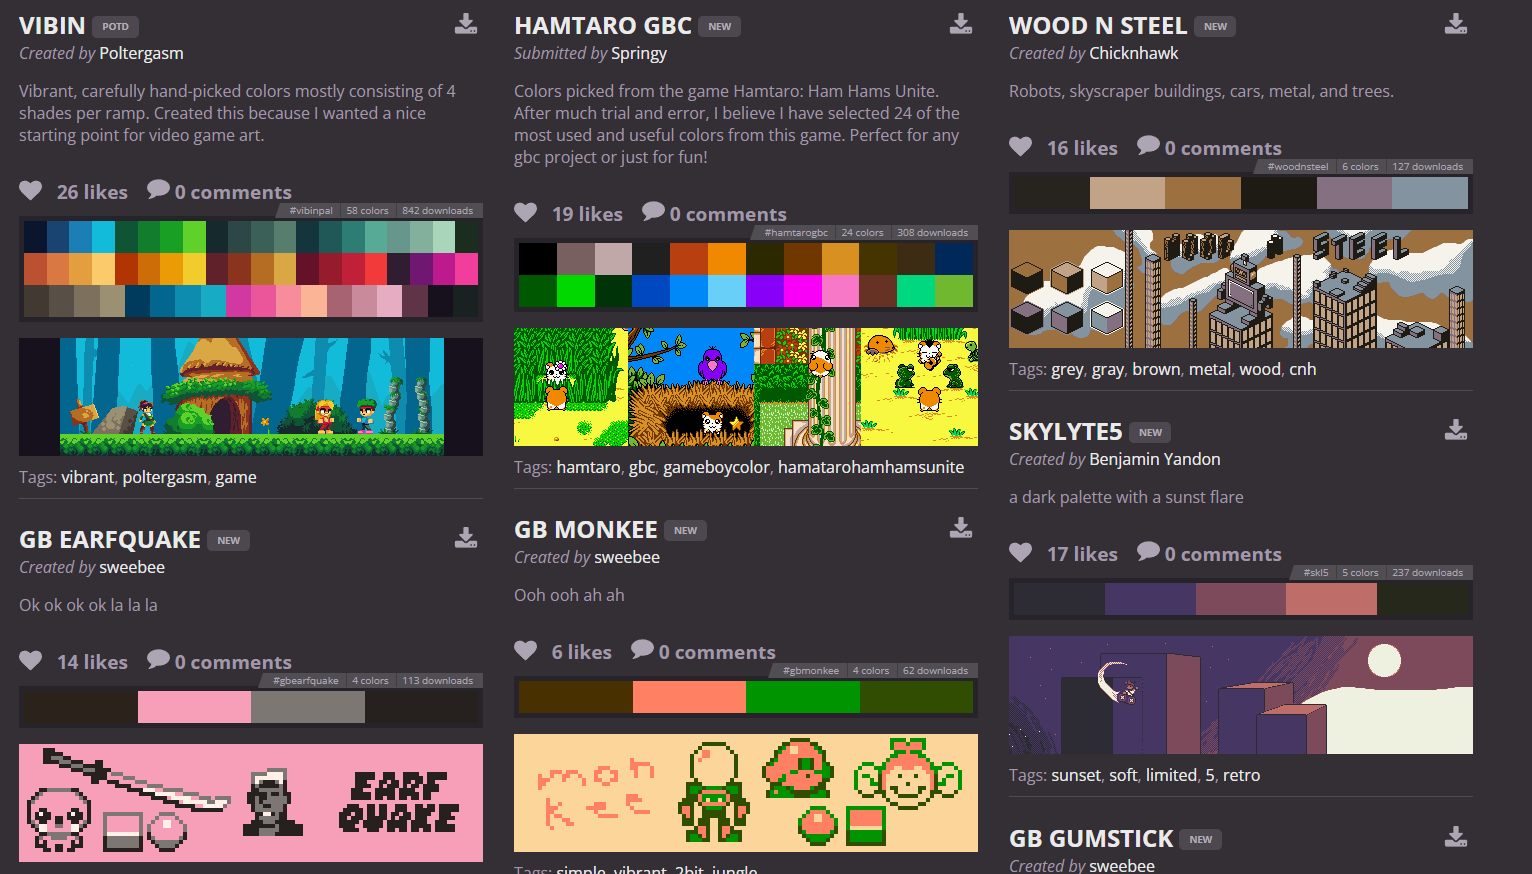 VIBIN POTD
Created by Poltergasm
Vibrant, carefully hand-picked colors mostly consisting of 4
shades per ramp. Created this because I wanted a nice
starting point for video game art.
26 likes 0 comments
#vibinpal 58 colors 842 downloads
Tags: vibrant, poltergasm, game
GB EARFQUAKE NEW
Created by sweebee
Ok ok ok ok la la la
14 likes 0 comments
#gbearfquake 4 colors 113 downloads
EARF
QUAKE
HAMTARO GBC NEW
Submitted by Springy
Colors picked from the game Hamtaro: Ham Hams Unite.
After much trial and error, I believe I have selected 24 of the
most used and useful colors from this game. Perfect for any
gbc project or just for fun!
19 likes 0 comments
#hamtarogbc 24 colors 308 downloads
Tags: hamtaro, gbc, gameboycolor, hamatarohamhamsunite
GB MONKEE NEW
Created by sweebee
Ooh ooh ah ah
6 likes 0 comments
#gbmonkee 4 colors 62 downloads
mon
kee
Tags: simple, vibrant, 2bit, jungle
WOOD N STEEL NEW
Created by Chicknhawk
Robots, skyscraper buildings, cars, metal, and trees.
16 likes 0 comments
#woodnsteel 6 colors 127 downloads
WOOD N STEEL
Tags: grey, gray, brown, metal, wood, cnh
SKYLYTE5 NEW
Created by Benjamin Yandon
a dark palette with a sunst flare
17 likes 0 comments
#skl5 5 colors 237 downloads
Tags: sunset, soft, limited, 5, retro
GB GUMSTICK NEW
Created by sweebee